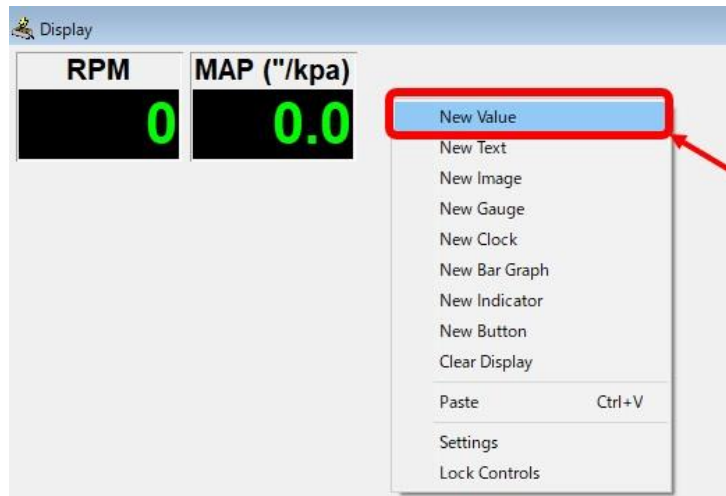 Display
RPM MAP ("/kpa)
0 0.0
New Value
New Text
New Image
New Gauge
New Clock
New Bar Graph
New Indicator
New Button
Clear Display
Paste Ctrl+V
Settings
Lock Controls